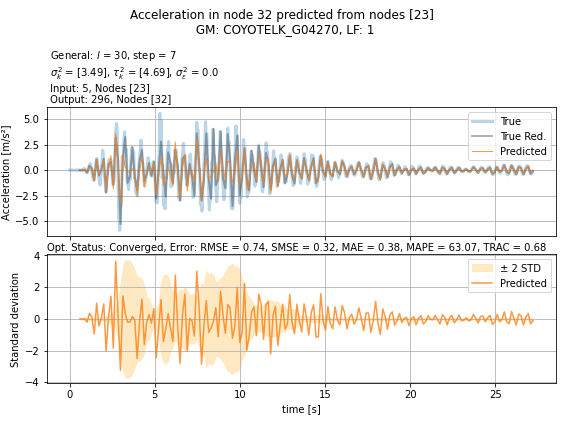 Acceleration in node 32 predicted from nodes [23]
GM: COYOTELK_G04270, LF: 1
General: l = 30, step = 7
σ²ₖ = [3.49], τ²ₖ = [4.69], σ²ε = 0.0
Input: 5, Nodes [23]
Output: 296, Nodes [32]
Acceleration [m/s²]
5.0
2.5
0.0
−2.5
−5.0
True
True Red.
Predicted
Opt. Status: Converged, Error: RMSE = 0.74, SMSE = 0.32, MAE = 0.38, MAPE = 63.07, TRAC = 0.68
Standard deviation
4
2
0
−2
−4
± 2 STD
Predicted
0 5 10 15 20 25
time [s]